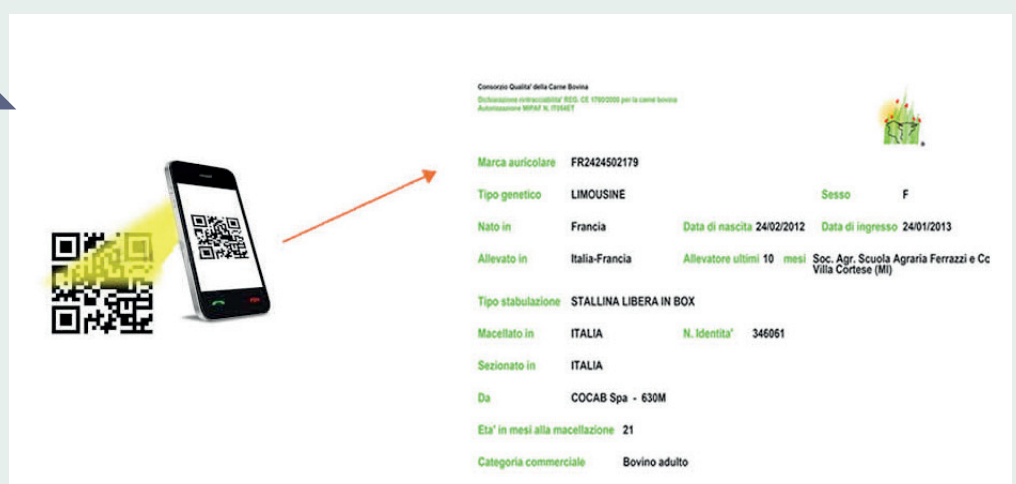 Consorzio Qualita' della Carne Bovina
Dichiarazione rintracciabilita' REG. CE 1760/2000 per la carne bovina
Autorizzazione MIPAF N. IT054ET
Marca auricolare FR2424502179
Tipo genetico LIMOUSINE Sesso F
Nato in Francia Data di nascita 24/02/2012 Data di ingresso 24/01/2013
Allevato in Italia-Francia Allevatore ultimi 10 mesi Soc. Agr. Scuola Agraria Ferrazzi e Cc
Villa Cortese (MI)
Tipo stabulazione STALLINA LIBERA IN BOX
Macellato in ITALIA N. Identita' 346061
Sezionato in ITALIA
Da COCAB Spa - 630M
Eta' in mesi alla macellazione 21
Categoria commerciale Bovino adulto